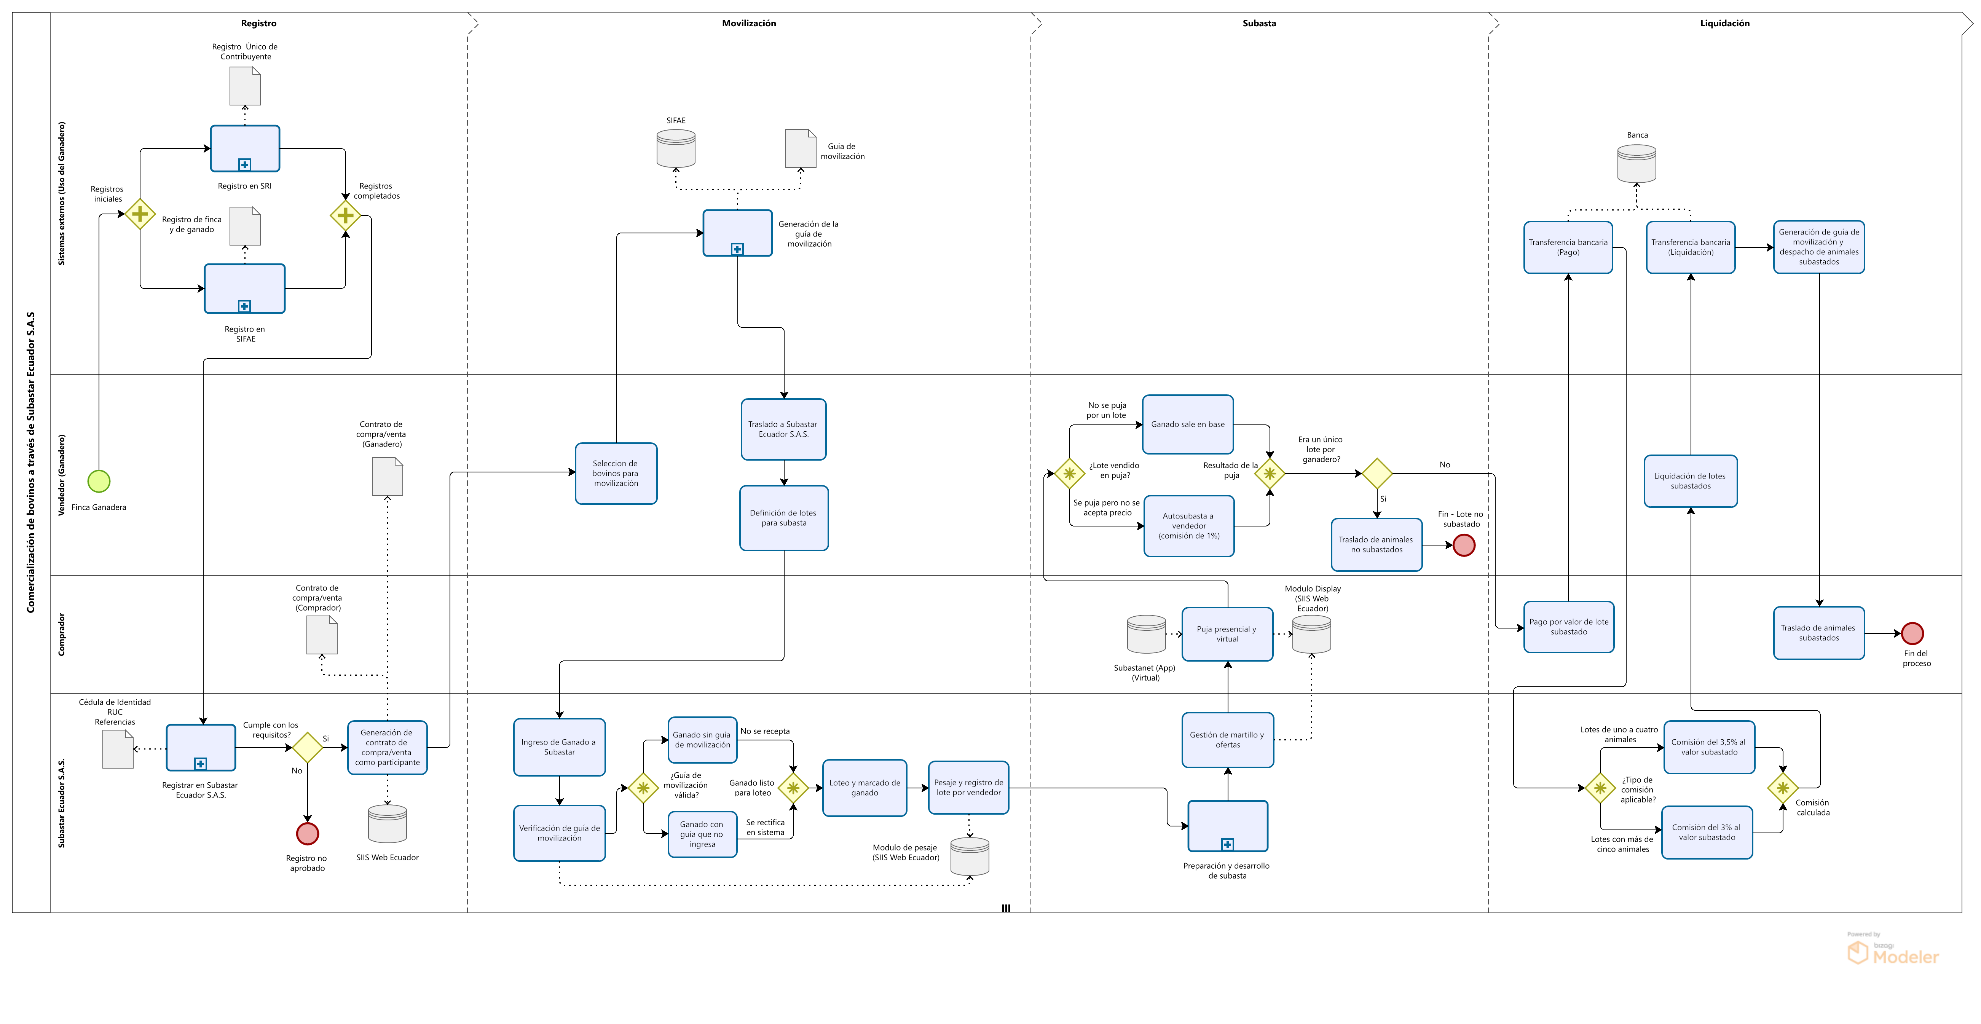 Registro
Movilización
Subasta
Liquidación
Comercialización de bovinos a través de Subastar Ecuador S.A.S
Sistemas externos (Uso del Ganadero)
Registro Único de
Contribuyente
Registros
iniciales
Registro en SRI
Registros
completados
Registro de finca
y de ganado
Registro en
SIFAE
SIFAE
Guia de
movilización
Generación de la
guía de
movilización
Banca
Transferencia bancaria
(Pago)
Transferencia bancaria
(Liquidación)
Generación de guia de
movilización y
despacho de animales
subastados
Vendedor (Ganadero)
Finca Ganadera
Contrato de
compra/venta
(Ganadero)
Seleccion de
bovinos para
movilización
Traslado a Subastar
Ecuador S.A.S.
Definición de lotes
para subasta
No se puja
por un lote
Ganado sale en base
¿Lote vendido
en puja?
Resultado de la
puja
Se puja pero no se
acepta precio
Autosubasta a
vendedor
(comisión de 1%)
Era un único
lote por
ganadero?
No
Si
Traslado de animales
no subastados
Fin - Lote no
subastado
Liquidación de lotes
subastados
Comprador
Contrato de
compra/venta
(Comprador)
Subastanet (App)
(Virtual)
Puja presencial y
virtual
Modulo Display
(SIIS Web
Ecuador)
Pago por valor de lote
subastado
Traslado de animales
subastados
Fin del
proceso
Subastar Ecuador S.A.S.
Cédula de Identidad
RUC
Referencias
Registrar en Subastar
Ecuador S.A.S.
Cumple con los
requisitos?
Si
No
Registro no
aprobado
Generación de
contrato de
compra/venta
como participante
SIIS Web Ecuador
Ingreso de Ganado a
Subastar
Verificación de guia de
movilización
Ganado sin guia
de movilización
No se recepta
¿Guia de
movilización
válida?
Ganado listo
para loteo
Ganado con
guia que no
ingresa
Se rectifica
en sistema
Loteo y marcado de
ganado
Pesaje y registro de
lote por vendedor
Modulo de pesaje
(SIIS Web Ecuador)
Gestión de martillo y
ofertas
Preparación y desarrollo
de subasta
Lotes de uno a cuatro
animales
Comisión del 3,5% al
valor subastado
¿Tipo de
comisión
aplicable?
Lotes con más de
cinco animales
Comisión del 3% al
valor subastado
Comisión
calculada
Powered by
bizagi
Modeler